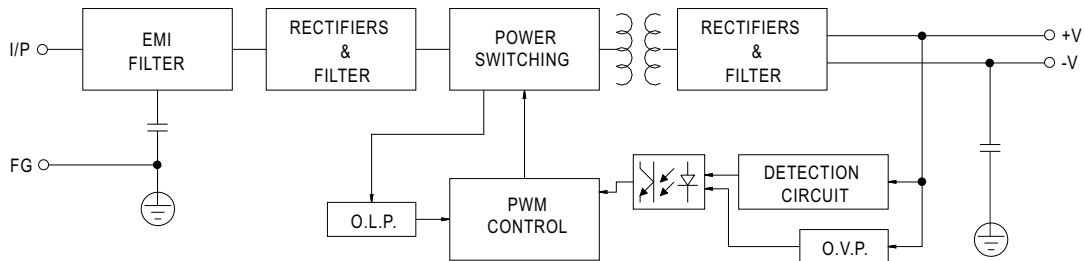 I/P
EMI
FILTER
RECTIFIERS
&
FILTER
POWER
SWITCHING
RECTIFIERS
&
FILTER
+V
-V
FG
O.L.P.
PWM
CONTROL
DETECTION
CIRCUIT
O.V.P.